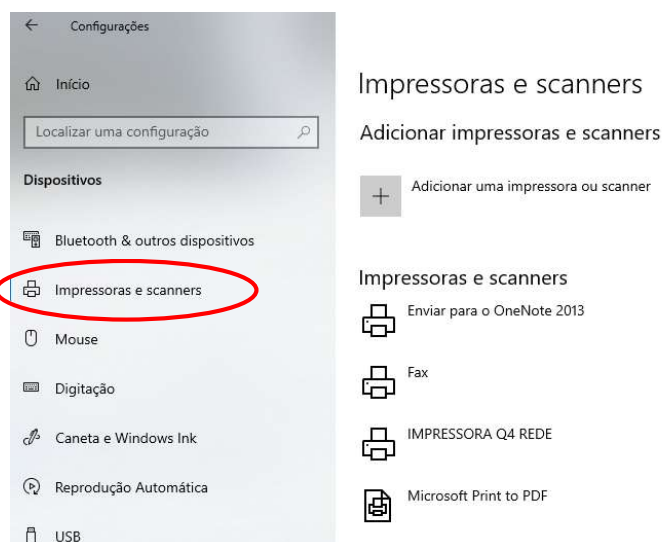 Configurações
Início
Localizar uma configuração
Dispositivos
Bluetooth & outros dispositivos
Impressoras e scanners
Mouse
Digitação
Caneta e Windows Ink
Reprodução Automática
USB
Impressoras e scanners
Adicionar impressoras e scanners
Adicionar uma impressora ou scanner
Impressoras e scanners
Enviar para o OneNote 2013
Fax
IMPRESSORA Q4 REDE
Microsoft Print to PDF